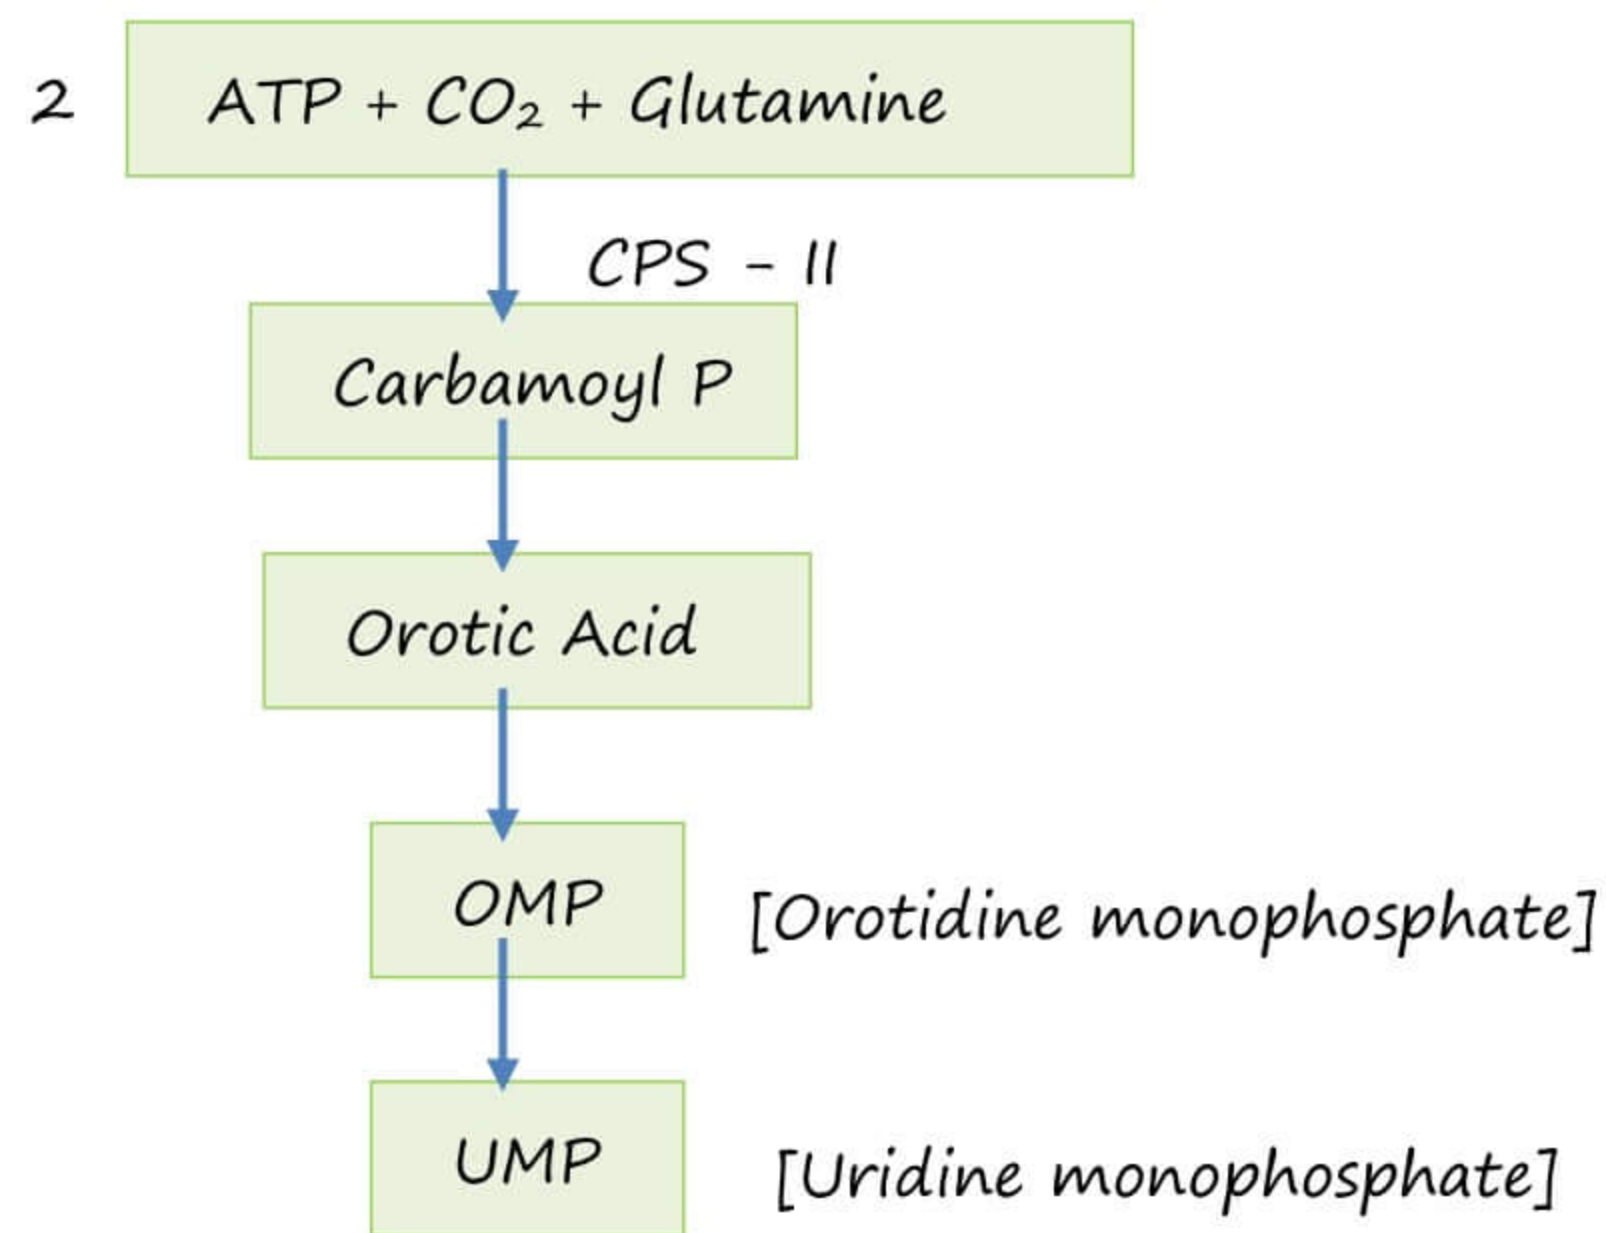 2 ATP + CO₂ + Glutamine
CPS - II
Carbamoyl P
Orotic Acid
OMP [Orotidine monophosphate]
UMP [Uridine monophosphate]